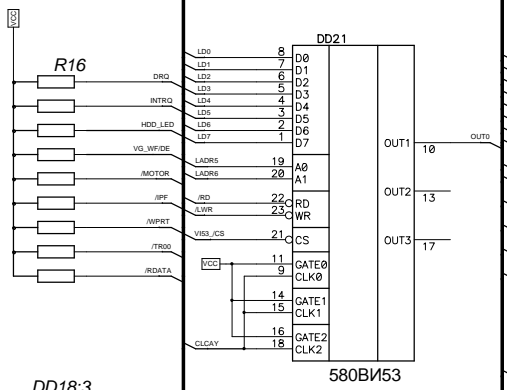 VCC
DD21
R16
LD0 8 D0
LD1 7 D1
DRQ LD2 6 D2
LD3 5 D3
INTRQ LD4 4 D4
LD5 3 D5
HDD_LED LD6 2 D6
LD7 1 D7
OUT1 10 OUT0
VG_WF/DE LADR5 19 A0
/MOTOR LADR6 20 A1
OUT2 13
/IPF /RD 22 RD
/LWR 23 WR
/WPRT VI53_/CS 21 CS
OUT3 17
/TR00
VCC 11 GATE0
/RDATA 9 CLK0
14 GATE1
15 CLK1
16 GATE2
CLCAY 18 CLK2
580ВИ53
DD18:3